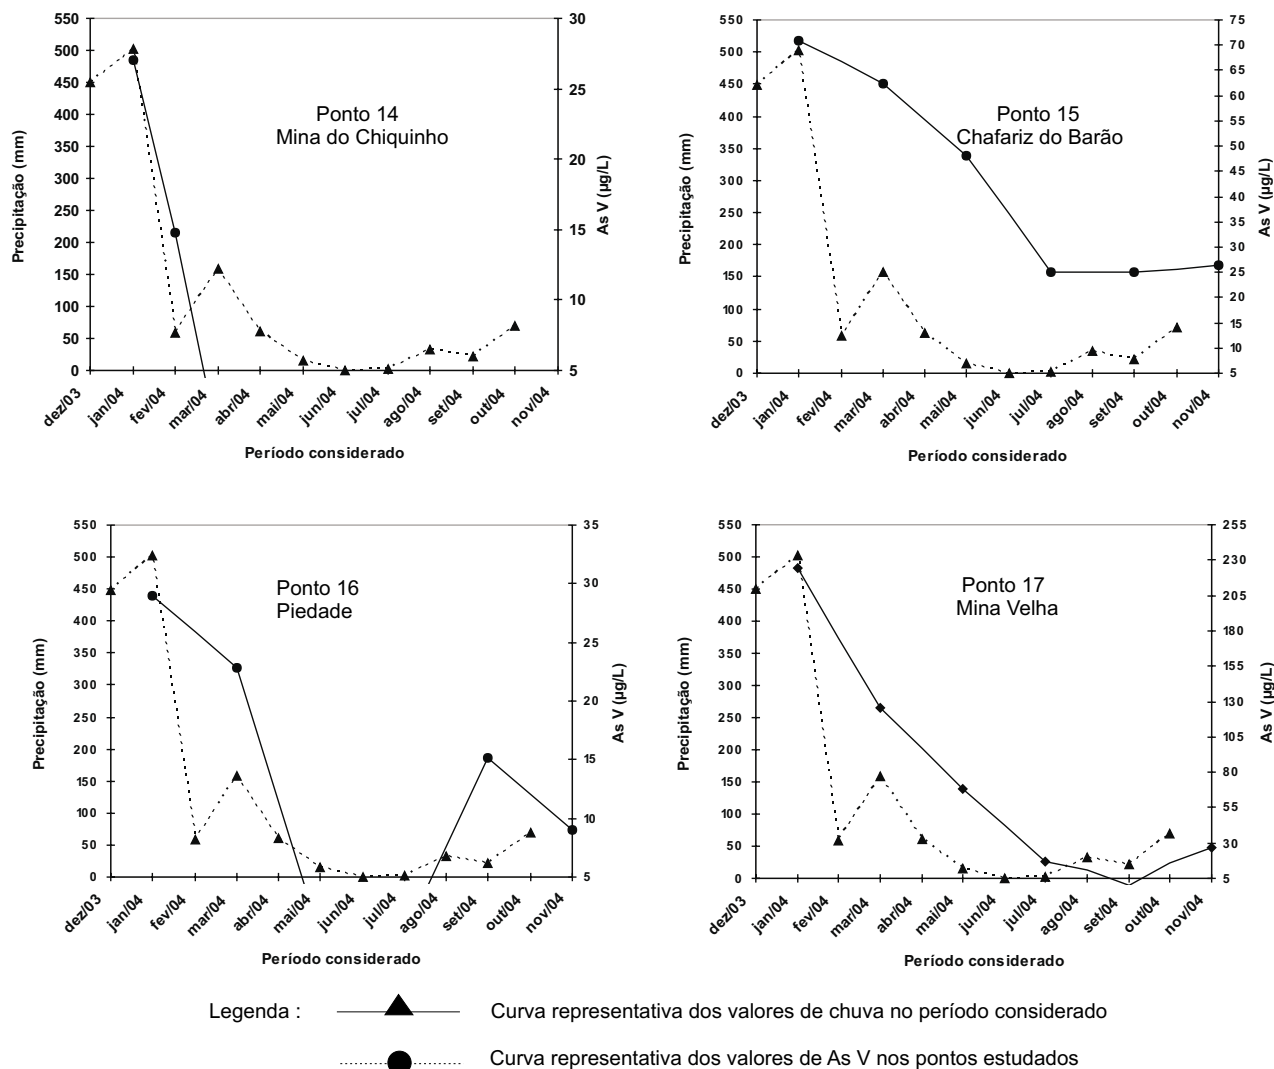 550
500
450
400
350
300
250
200
150
100
50
0
Precipitação (mm)
Ponto 14
Mina do Chiquinho
30
25
20
15
10
5
As V (µg/L)
dez/03
jan/04
fev/04
mar/04
abr/04
mai/04
jun/04
jul/04
ago/04
set/04
out/04
nov/04
Período considerado
550
500
450
400
350
300
250
200
150
100
50
0
Precipitação (mm)
Ponto 15
Chafariz do Barão
75
70
65
60
55
50
45
40
35
30
25
20
15
10
5
As V (µg/L)
dez/03
jan/04
fev/04
mar/04
abr/04
mai/04
jun/04
jul/04
ago/04
set/04
out/04
nov/04
Período considerado
550
500
450
400
350
300
250
200
150
100
50
0
Precipitação (mm)
Ponto 16
Piedade
35
30
25
20
15
10
5
As V (µg/L)
dez/03
jan/04
fev/04
mar/04
abr/04
mai/04
jun/04
jul/04
ago/04
set/04
out/04
nov/04
Período considerado
550
500
450
400
350
300
250
200
150
100
50
0
Precipitação (mm)
Ponto 17
Mina Velha
255
230
205
180
155
130
105
80
55
30
5
As V (µg/L)
dez/03
jan/04
fev/04
mar/04
abr/04
mai/04
jun/04
jul/04
ago/04
set/04
out/04
nov/04
Período considerado
Legenda :
Curva representativa dos valores de chuva no período considerado
Curva representativa dos valores de As V nos pontos estudados